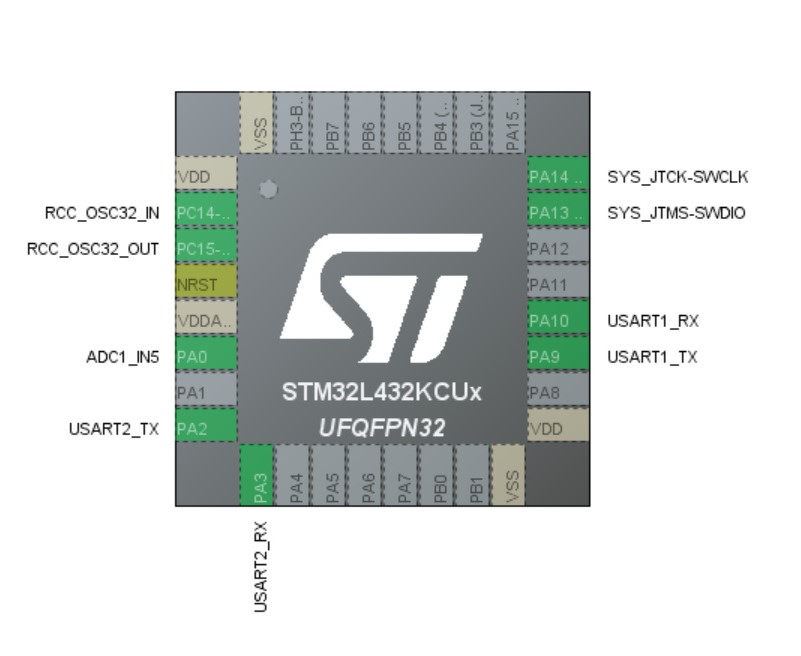 VSS
PH3-B..
PB7
PB6
PB5
PB4 (..
PB3 (J..
PA15 ..
VDD
PA14 ..
SYS_JTCK-SWCLK
RCC_OSC32_IN
PC14-..
PA13 ..
SYS_JTMS-SWDIO
RCC_OSC32_OUT
PC15-..
PA12
NRST
PA11
VDDA..
PA10
USART1_RX
ADC1_IN5
PA0
PA9
USART1_TX
PA1
PA8
USART2_TX
PA2
VDD
ST
STM32L432KCUx
UFQFPN32
PA3
PA4
PA5
PA6
PA7
PB0
PB1
VSS
USART2_RX